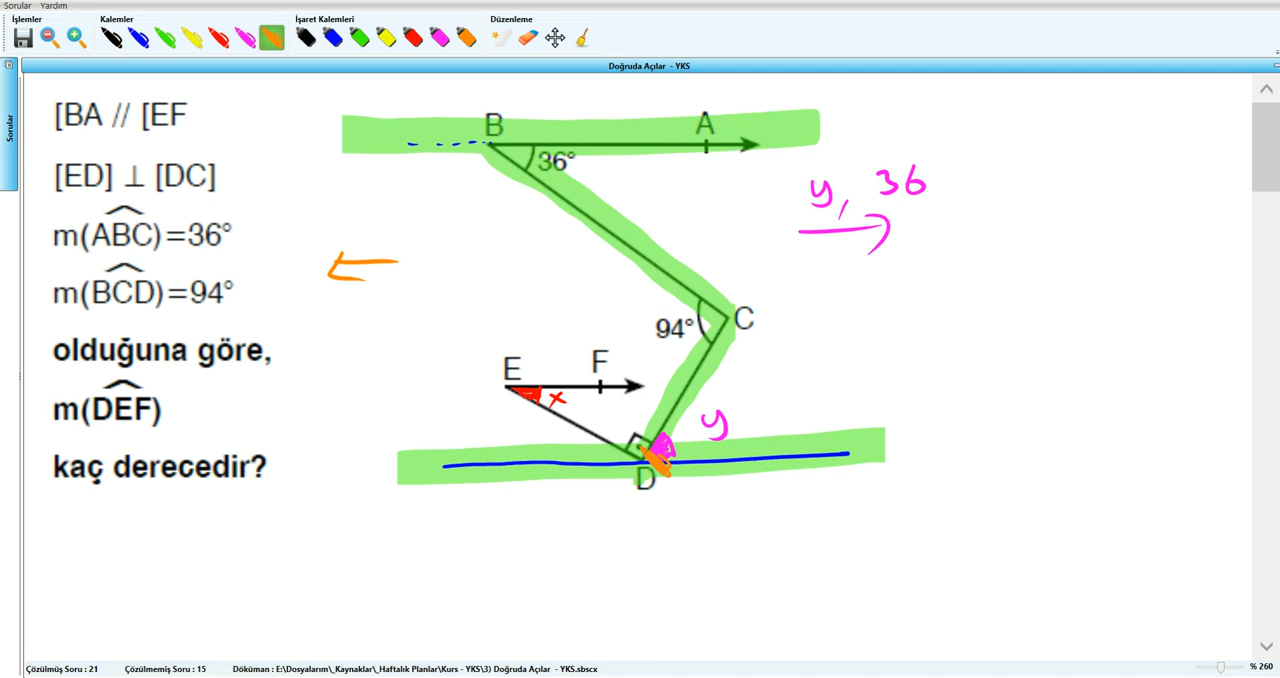 Sorular Yardım
İşlemler Kalemler İşaret Kalemleri Düzenleme
Doğruda Açılar - YKS
Sorular
[BA // [EF
[ED] ⊥ [DC]
m(ABC)=36°
m(BCD)=94°
olduğuna göre,
m(DEF)
kaç derecedir?
B A
36°
y, 36
94° C
E F
x
y
D
Çözülmüş Soru : 21 Çözülmemiş Soru : 15 Döküman : E:\Dosyalarım\_Kaynaklar\_Haftalık Planlar\Kurs - YKS\3) Doğruda Açılar - YKS.sbscx % 260